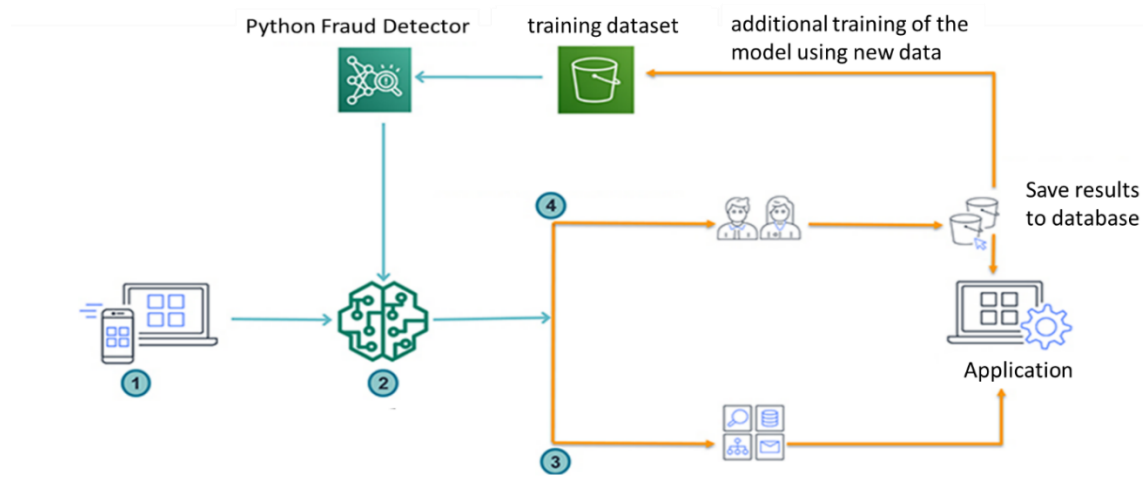 Python Fraud Detector
training dataset
additional training of the
model using new data
4
Save results
to database
1
2
Application
3